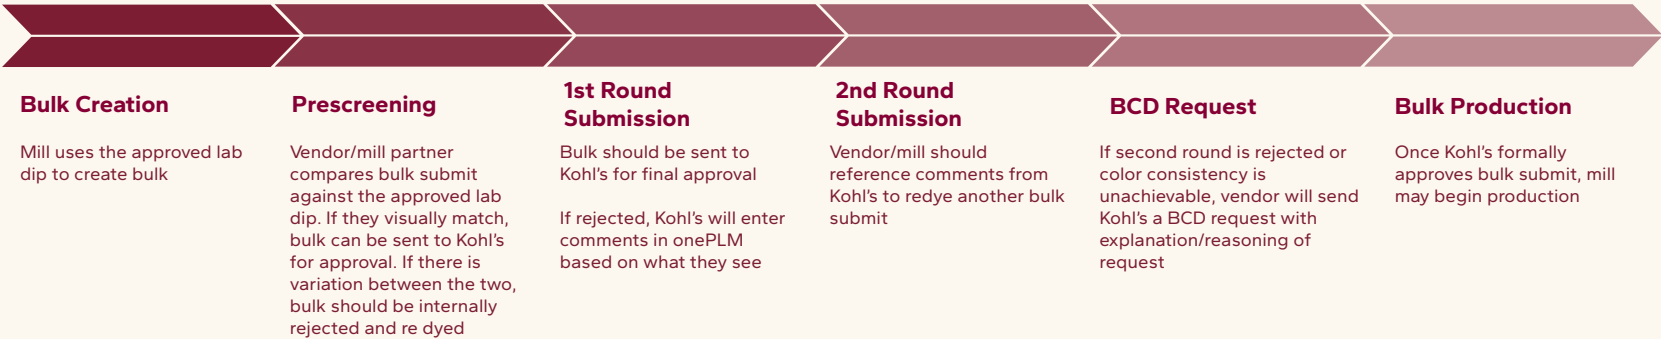 Bulk Creation
Mill uses the approved lab
dip to create bulk
Prescreening
Vendor/mill partner
compares bulk submit
against the approved lab
dip. If they visually match,
bulk can be sent to Kohl's
for approval. If there is
variation between the two,
bulk should be internally
rejected and re dyed
1st Round
Submission
Bulk should be sent to
Kohl's for final approval
If rejected, Kohl's will enter
comments in onePLM
based on what they see
2nd Round
Submission
Vendor/mill should
reference comments from
Kohl's to redye another bulk
submit
BCD Request
If second round is rejected or
color consistency is
unachievable, vendor will send
Kohl's a BCD request with
explanation/reasoning of
request
Bulk Production
Once Kohl's formally
approves bulk submit, mill
may begin production